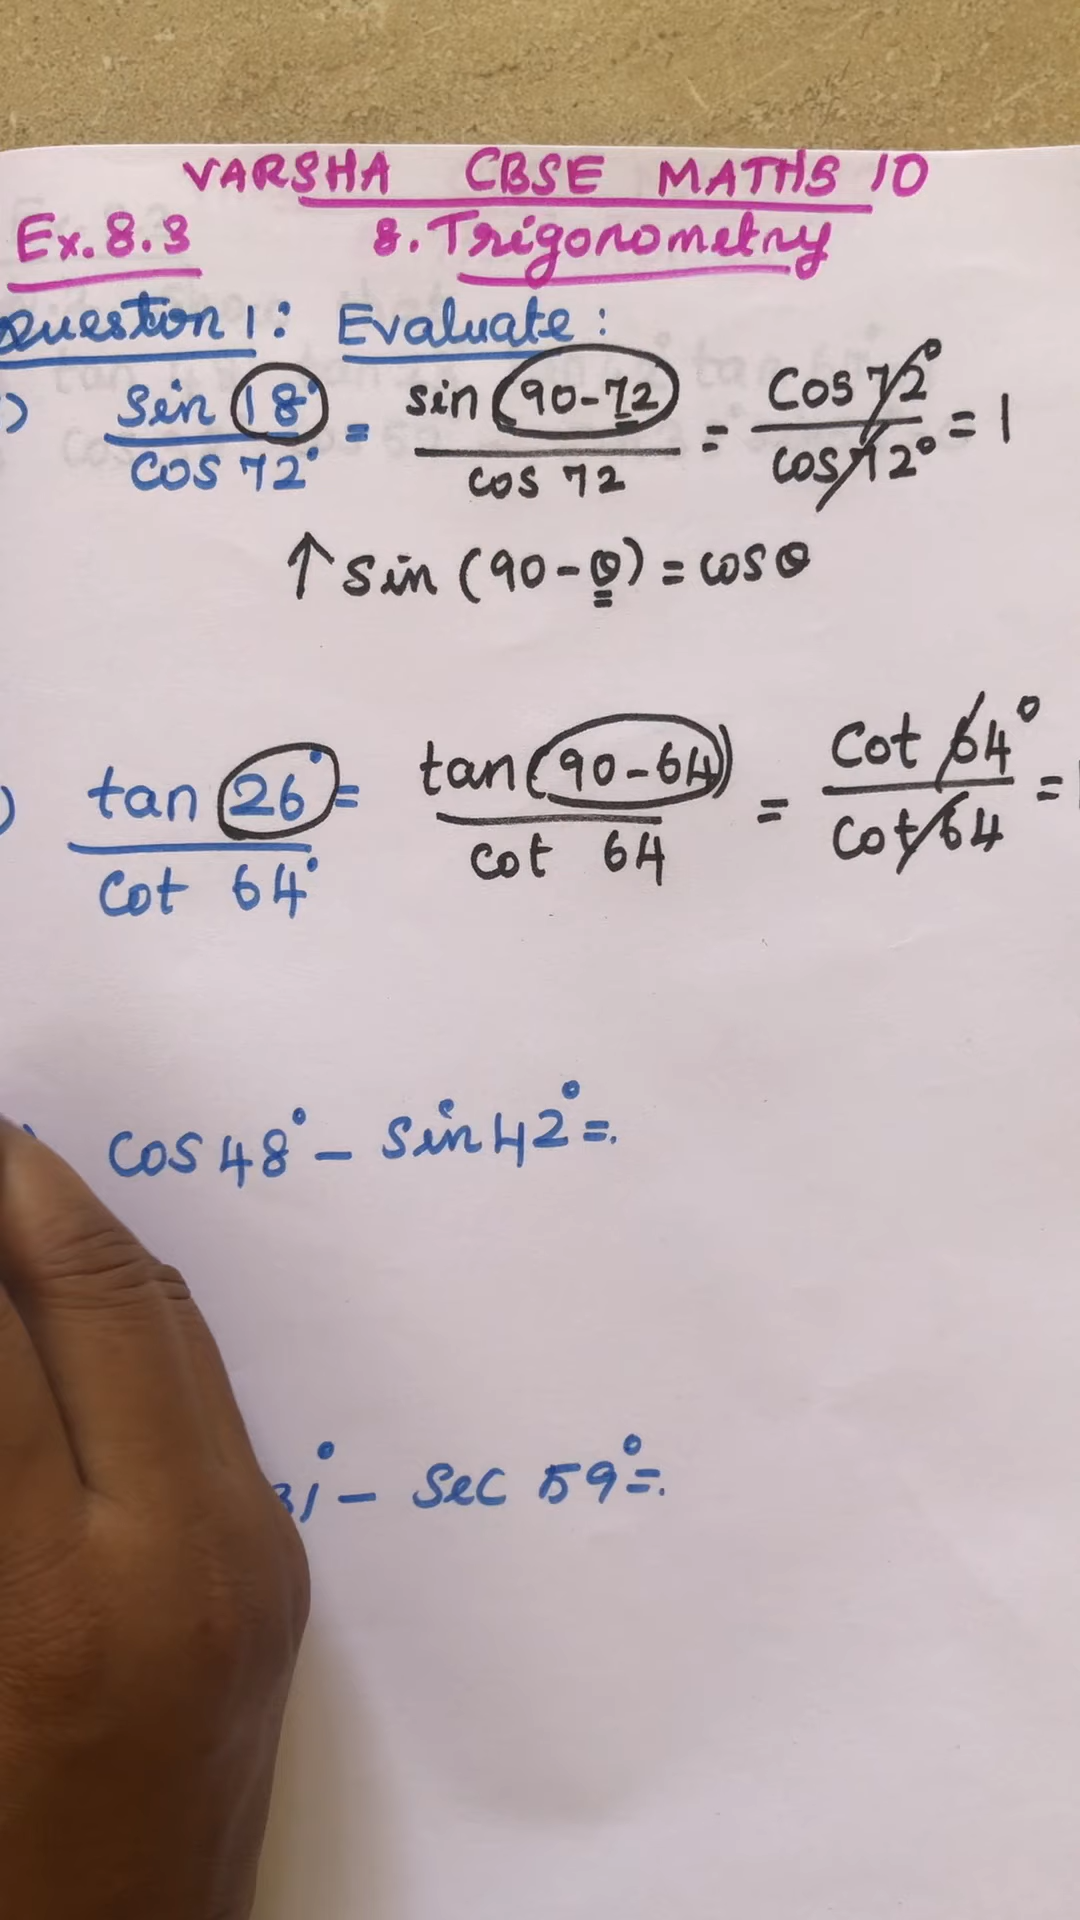 VARSHA CBSE MATHS 10
Ex. 8.3 8. Trigonometry
Question 1: Evaluate:
) sin 18° / cos 72° = sin (90-72) / cos 72 = cos 72° / cos 72° = 1
↑ sin (90-θ) = cos θ
) tan 26° / cot 64° = tan (90-64) / cot 64 = cot 64° / cot 64 =
cos 48° - sin 42° =.
31° - sec 59° =.